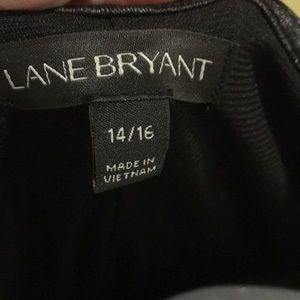 LANE BRYANT
14/16
MADE IN
VIETNAM